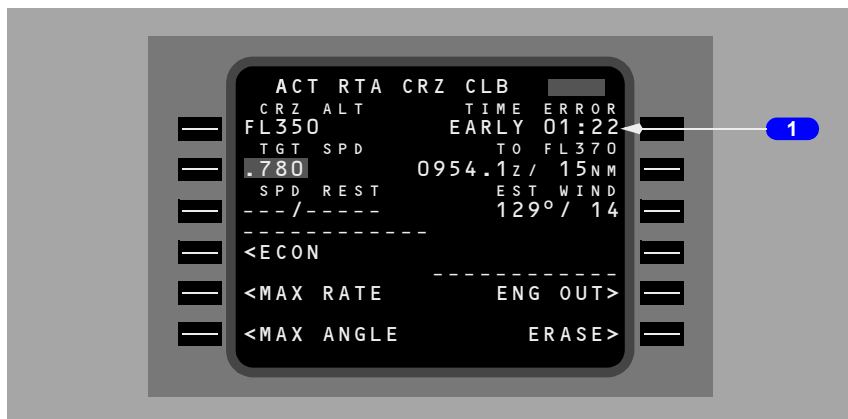 ACT RTA CRZ CLB
CRZ ALT TIME ERROR
FL350 EARLY 01:22
TGT SPD TO FL370
.780 0954.1Z/ 15NM
SPD REST EST WIND
---/----- 129°/ 14
------------
<ECON
------------
<MAX RATE ENG OUT>
<MAX ANGLE ERASE>
1